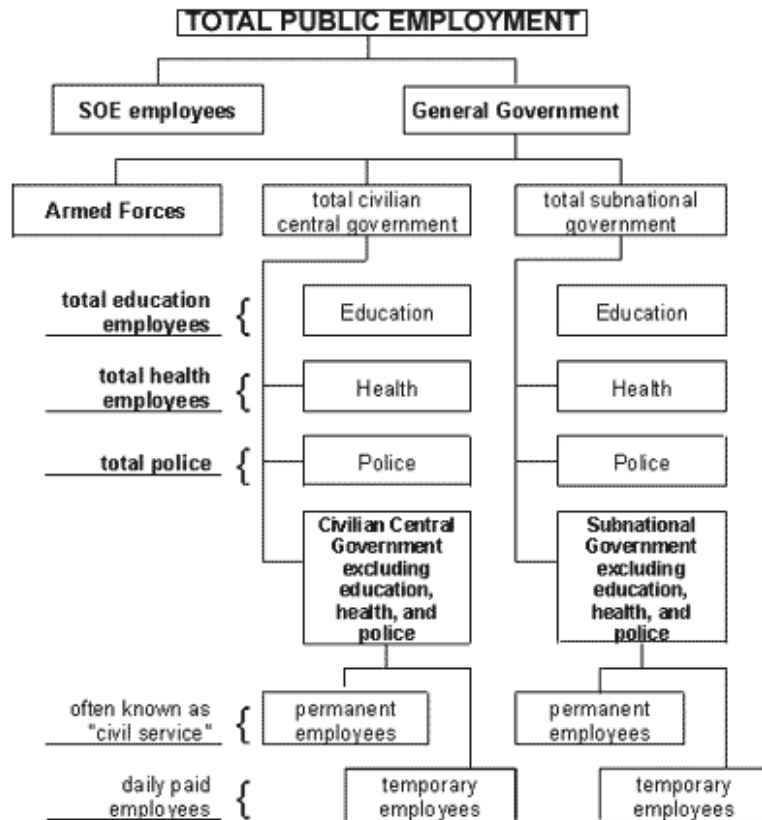 TOTAL PUBLIC EMPLOYMENT
SOE employees
General Government
Armed Forces
total civilian
central government
total subnational
government
total education
employees
Education
Education
total health
employees
Health
Health
total police
Police
Police
Civilian Central
Government
excluding
education,
health, and
police
Subnational
Government
excluding
education,
health, and
police
often known as
"civil service"
permanent
employees
permanent
employees
daily paid
employees
temporary
employees
temporary
employees